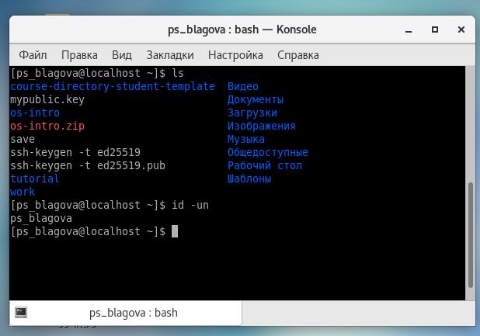 ps_blagova : bash — Konsole
Файл Правка Вид Закладки Настройка Справка
[ps_blagova@localhost ~]$ ls
course-directory-student-template Видео
mypublic.key Документы
os-intro Загрузки
os-intro.zip Изображения
save Музыка
ssh-keygen -t ed25519 Общедоступные
ssh-keygen -t ed25519.pub Рабочий стол
tutorial Шаблоны
work
[ps_blagova@localhost ~]$ id -un
ps_blagova
[ps_blagova@localhost ~]$
ps_blagova : bash